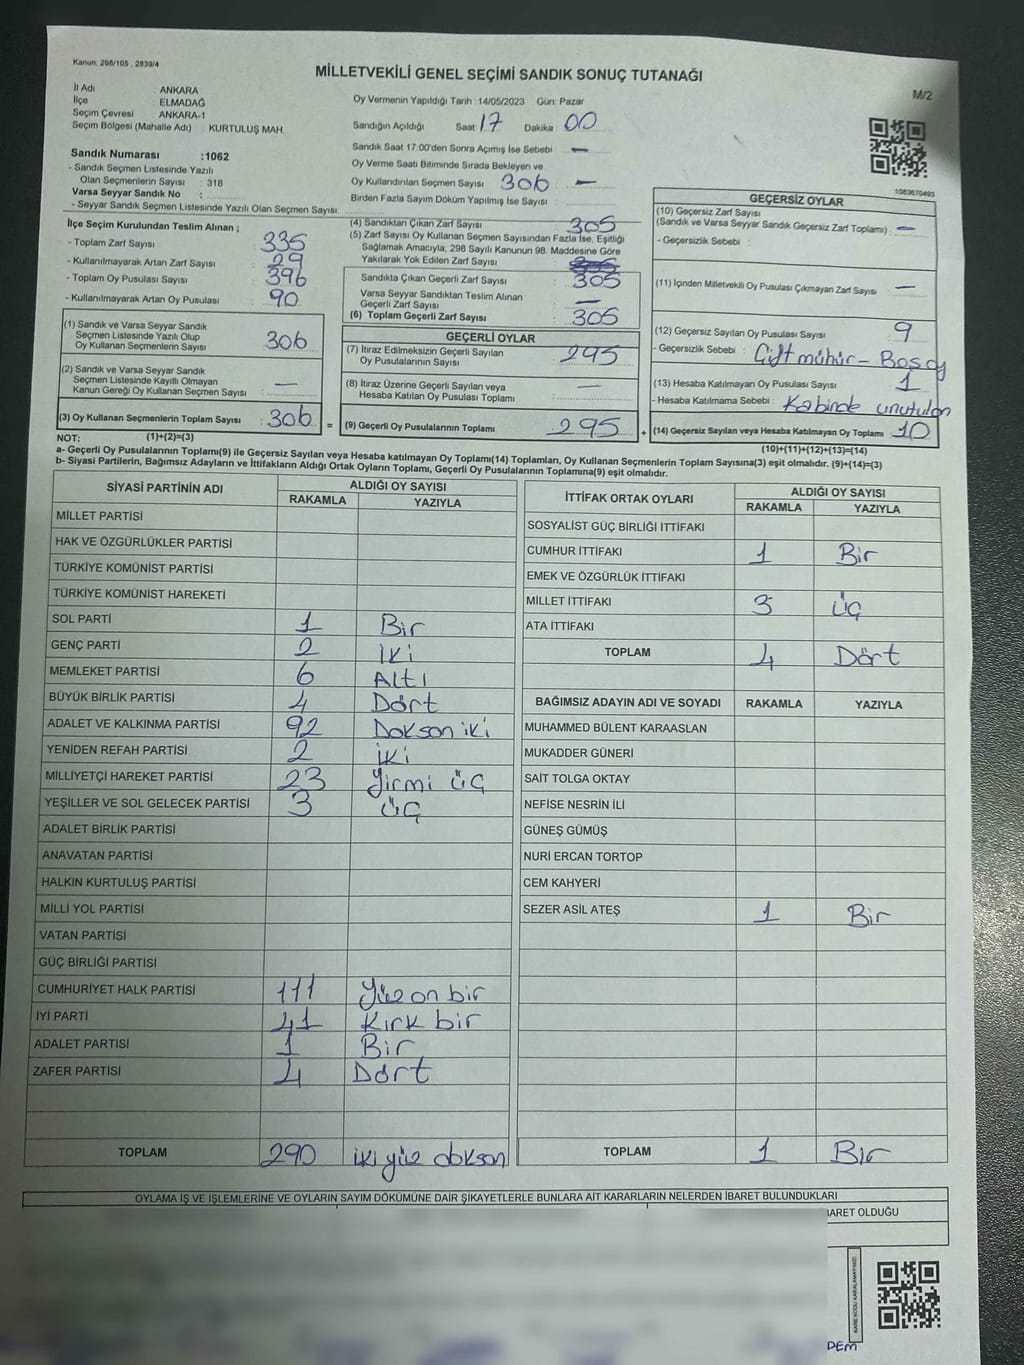 Kanun: 298/105 , 2839/4
MİLLETVEKİLİ GENEL SEÇİMİ SANDIK SONUÇ TUTANAĞI
M/2
İl Adı : ANKARA
İlçe : ELMADAĞ
Seçim Çevresi : ANKARA-1
Seçim Bölgesi (Mahalle Adı) : KURTULUŞ MAH.
Oy Vermenin Yapıldığı Tarih : 14/05/2023 Gün: Pazar
Sandığın Açıldığı Saat 17 Dakika 00
Sandık Saat 17:00'den Sonra Açımış İse Sebebi : —
Oy Verme Saati Bitiminde Sırada Bekleyen ve
Oy Kullandırılan Seçmen Sayısı 306 —
Birden Fazla Sayım Döküm Yapılmış İse Sayısı :
Sandık Numarası :1062
- Sandık Seçmen Listesinde Yazılı
Olan Seçmenlerin Sayısı : 318
Varsa Seyyar Sandık No :
- Seyyar Sandık Seçmen Listesinde Yazılı Olan Seçmen Sayısı:
1083670493
İlçe Seçim Kurulundan Teslim Alınan ;
- Toplam Zarf Sayısı : 335
- Kullanılmayarak Artan Zarf Sayısı : 29
- Toplam Oy Pusulası Sayısı : 396
- Kullanılmayarak Artan Oy Pusulası : 90
(1) Sandık ve Varsa Seyyar Sandık
Seçmen Listesinde Yazılı Olup
Oy Kullanan Seçmenlerin Sayısı : 306
(2) Sandık ve Varsa Seyyar Sandık
Seçmen Listesinde Kayıtlı Olmayan
Kanun Gereği Oy Kullanan Seçmen Sayısı : —
(3) Oy Kullanan Seçmenlerin Toplam Sayısı : 306 =
(4) Sandıktan Çıkan Zarf Sayısı : 305
(5) Zarf Sayısı Oy Kullanan Seçmen Sayısından Fazla İse, Eşitliği
Sağlamak Amacıyla, 298 Sayılı Kanunun 98. Maddesine Göre
Yakılarak Yok Edilen Zarf Sayısı :
Sandıkta Çıkan Geçerli Zarf Sayısı : 305
Varsa Seyyar Sandıktan Teslim Alınan
Geçerli Zarf Sayısı : —
(6) Toplam Geçerli Zarf Sayısı : 305
GEÇERLİ OYLAR
(7) İtiraz Edilmeksizin Geçerli Sayılan
Oy Pusulalarının Sayısı : 295
(8) İtiraz Üzerine Geçerli Sayılan veya
Hesaba Katılan Oy Pusulası Toplamı : —
(9) Geçerli Oy Pusulalarının Toplamı : 295 +
GEÇERSİZ OYLAR
(10) Geçersiz Zarf Sayısı
(Sandık ve Varsa Seyyar Sandık Geçersiz Zarf Toplamı) : —
- Geçersizlik Sebebi :
(11) İçinden Milletvekili Oy Pusulası Çıkmayan Zarf Sayısı : —
(12) Geçersiz Sayılan Oy Pusulası Sayısı : 9
- Geçersizlik Sebebi : Çift mühür - Boş oy
(13) Hesaba Katılmayan Oy Pusulası Sayısı : 1
- Hesaba Katılmama Sebebi : Kabinde unutulan
(14) Geçersiz Sayılan veya Hesaba Katılmayan Oy Toplamı : 10
NOT: (1)+(2)=(3)
(10)+(11)+(12)+(13)=(14)
a- Geçerli Oy Pusulalarının Toplamı(9) ile Geçersiz Sayılan veya Hesaba katılmayan Oy Toplamı(14) Toplamları, Oy Kullanan Seçmenlerin Toplam Sayısına(3) eşit olmalıdır. (9)+(14)=(3)
b- Siyasi Partilerin, Bağımsız Adayların ve İttifakların Aldığı Ortak Oyların Toplamı, Geçerli Oy Pusulalarının Toplamına(9) eşit olmalıdır.
SİYASİ PARTİNİN ADI ALDIĞI OY SAYISI
RAKAMLA YAZIYLA
MİLLET PARTİSİ
HAK VE ÖZGÜRLÜKLER PARTİSİ
TÜRKİYE KOMÜNİST PARTİSİ
TÜRKİYE KOMÜNİST HAREKETİ
SOL PARTİ 1 Bir
GENÇ PARTİ 2 İki
MEMLEKET PARTİSİ 6 Altı
BÜYÜK BİRLİK PARTİSİ 4 Dört
ADALET VE KALKINMA PARTİSİ 92 Dokson iki
YENİDEN REFAH PARTİSİ 2 iki
MİLLİYETÇİ HAREKET PARTİSİ 23 Yirmi üç
YEŞİLLER VE SOL GELECEK PARTİSİ 3 üç
ADALET BİRLİK PARTİSİ
ANAVATAN PARTİSİ
HALKIN KURTULUŞ PARTİSİ
MİLLİ YOL PARTİSİ
VATAN PARTİSİ
GÜÇ BİRLİĞİ PARTİSİ
CUMHURİYET HALK PARTİSİ 111 Yüz on bir
İYİ PARTİ 41 Kırk bir
ADALET PARTİSİ 1 Bir
ZAFER PARTİSİ 4 Dört
TOPLAM 290 iki yüz dokson
İTTİFAK ORTAK OYLARI ALDIĞI OY SAYISI
RAKAMLA YAZIYLA
SOSYALİST GÜÇ BİRLİĞİ İTTİFAKI
CUMHUR İTTİFAKI 1 Bir
EMEK VE ÖZGÜRLÜK İTTİFAKI
MİLLET İTTİFAKI 3 üç
ATA İTTİFAKI
TOPLAM 4 Dört
BAĞIMSIZ ADAYIN ADI VE SOYADI RAKAMLA YAZIYLA
MUHAMMED BÜLENT KARAASLAN
MUKADDER GÜNERİ
SAİT TOLGA OKTAY
NEFİSE NESRİN İLİ
GÜNEŞ GÜMÜŞ
NURİ ERCAN TORTOP
CEM KAHYERİ
SEZER ASİL ATEŞ 1 Bir
TOPLAM 1 Bir
OYLAMA İŞ VE İŞLEMLERİNE VE OYLARIN SAYIM DÖKÜMÜNE DAİR ŞİKAYETLERLE BUNLARA AİT KARARLARIN NELERDEN İBARET BULUNDUKLARI
BARET OLDUĞU
KARE KODU KARALAMAYINIZ!
DEM